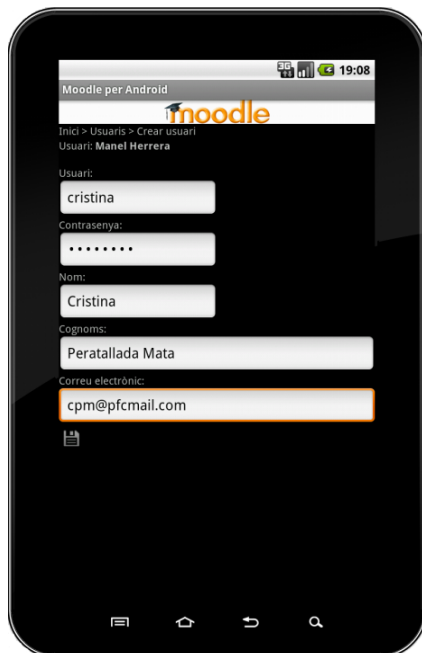 3G 19:08
Moodle per Android
moodle
Inici > Usuaris > Crear usuari
Usuari: Manel Herrera
Usuari:
cristina
Contrasenya:
••••••••
Nom:
Cristina
Cognoms:
Peratallada Mata
Correu electrònic:
cpm@pfcmail.com